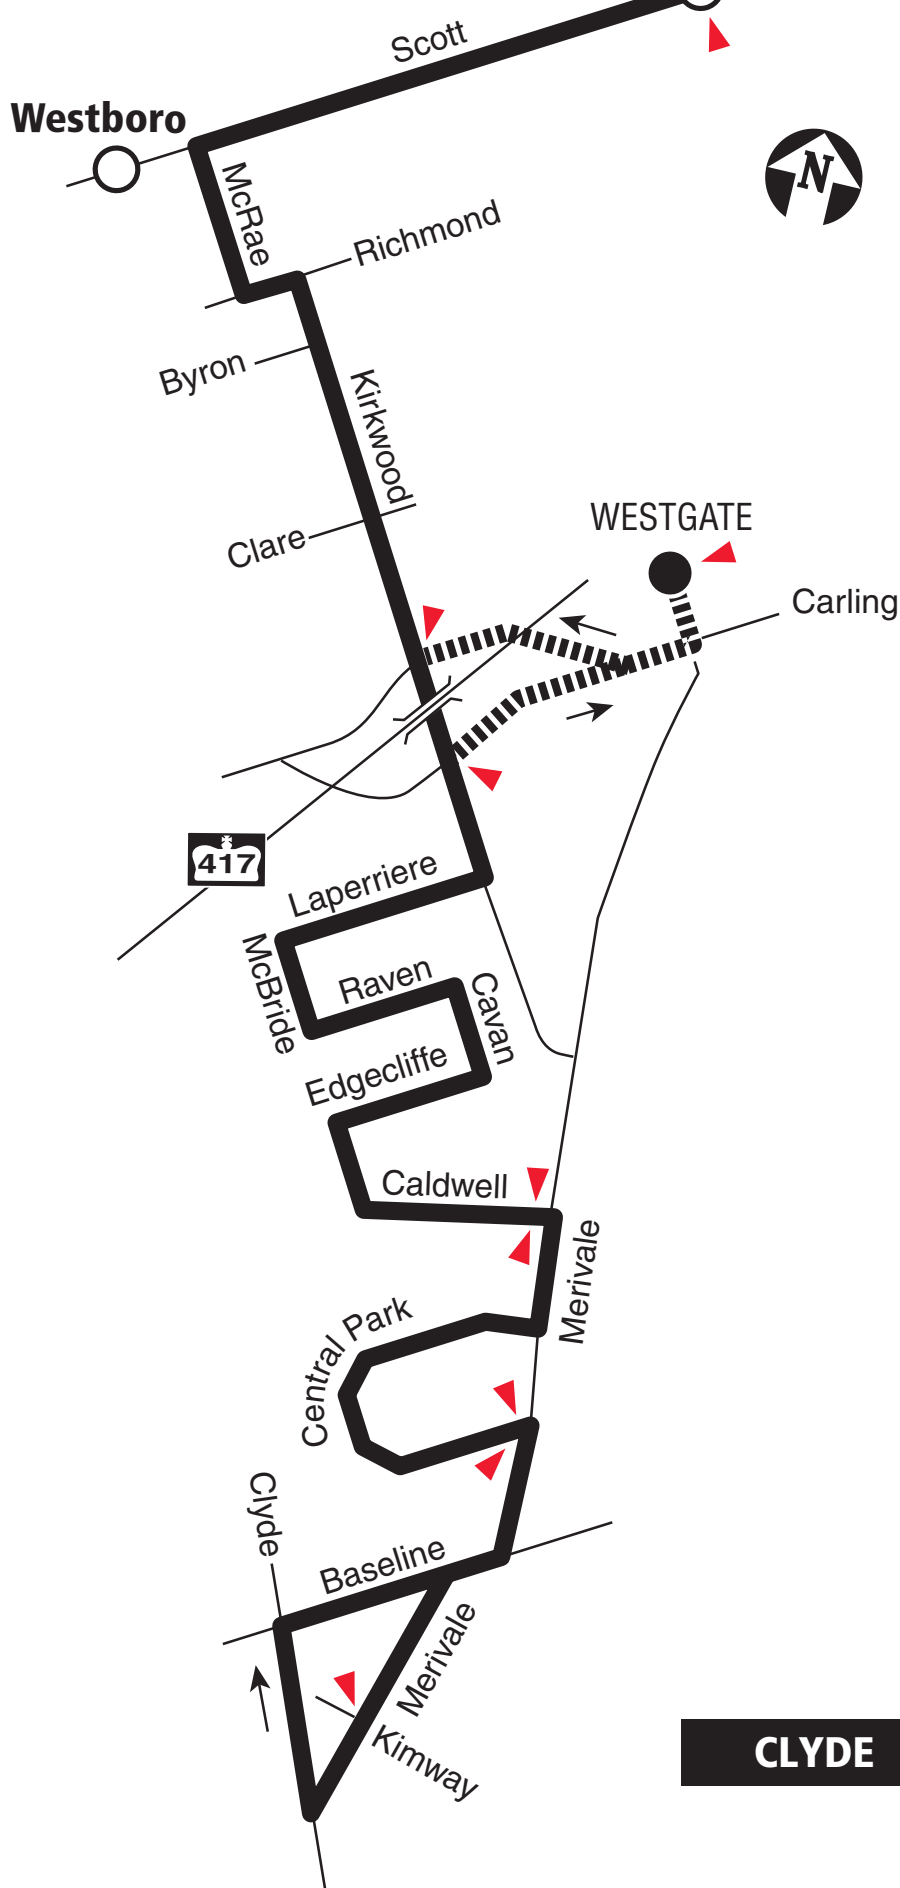 Scott
Westboro
McRae
N
Richmond
Byron
Kirkwood
WESTGATE
Clare
Carling
417
Laperriere
McBride
Raven
Cavan
Edgecliffe
Caldwell
Merivale
Central Park
Clyde
Baseline
Merivale
Kimway
CLYDE